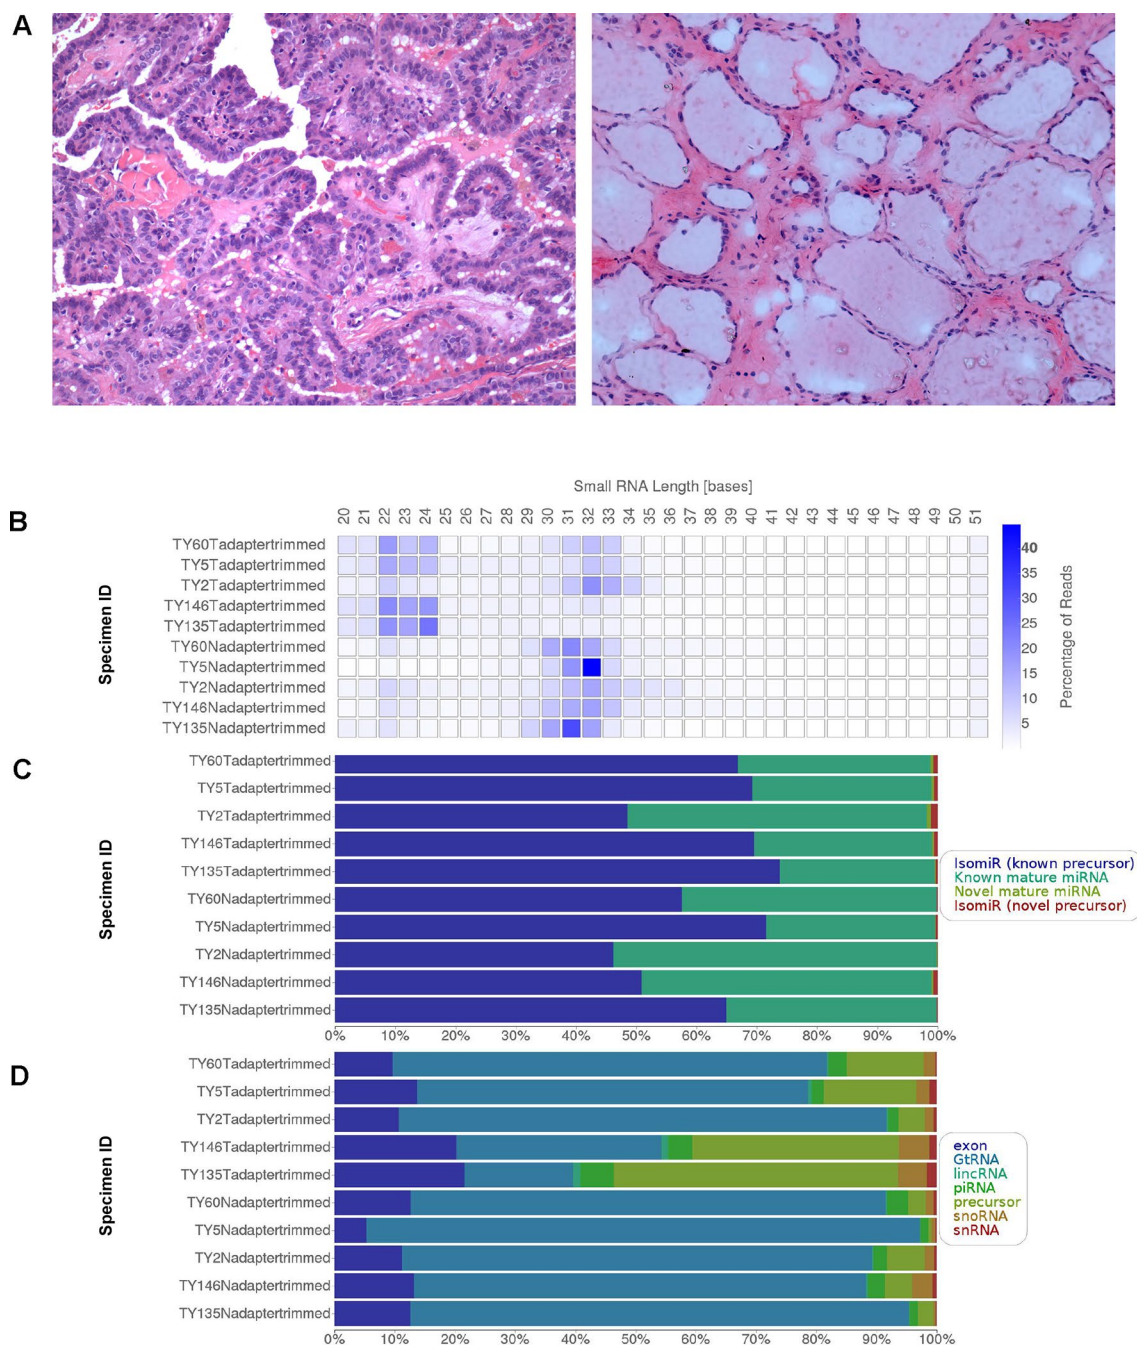 A
Small RNA Length [bases]
B
20 21 22 23 24 25 26 27 28 29 30 31 32 33 34 35 36 37 38 39 40 41 42 43 44 45 46 47 48 49 50 51
Specimen ID
TY60Tadaptertrimmed
TY5Tadaptertrimmed
TY2Tadaptertrimmed
TY146Tadaptertrimmed
TY135Tadaptertrimmed
TY60Nadaptertrimmed
TY5Nadaptertrimmed
TY2Nadaptertrimmed
TY146Nadaptertrimmed
TY135Nadaptertrimmed
40
35
30
25
20
15
10
5
Percentage of Reads
C
Specimen ID
TY60Tadaptertrimmed
TY5Tadaptertrimmed
TY2Tadaptertrimmed
TY146Tadaptertrimmed
TY135Tadaptertrimmed
TY60Nadaptertrimmed
TY5Nadaptertrimmed
TY2Nadaptertrimmed
TY146Nadaptertrimmed
TY135Nadaptertrimmed
0% 10% 20% 30% 40% 50% 60% 70% 80% 90% 100%
IsomiR (known precursor)
Known mature miRNA
Novel mature miRNA
IsomiR (novel precursor)
D
Specimen ID
TY60Tadaptertrimmed
TY5Tadaptertrimmed
TY2Tadaptertrimmed
TY146Tadaptertrimmed
TY135Tadaptertrimmed
TY60Nadaptertrimmed
TY5Nadaptertrimmed
TY2Nadaptertrimmed
TY146Nadaptertrimmed
TY135Nadaptertrimmed
0% 10% 20% 30% 40% 50% 60% 70% 80% 90% 100%
exon
GtRNA
lincRNA
piRNA
precursor
snoRNA
snRNA